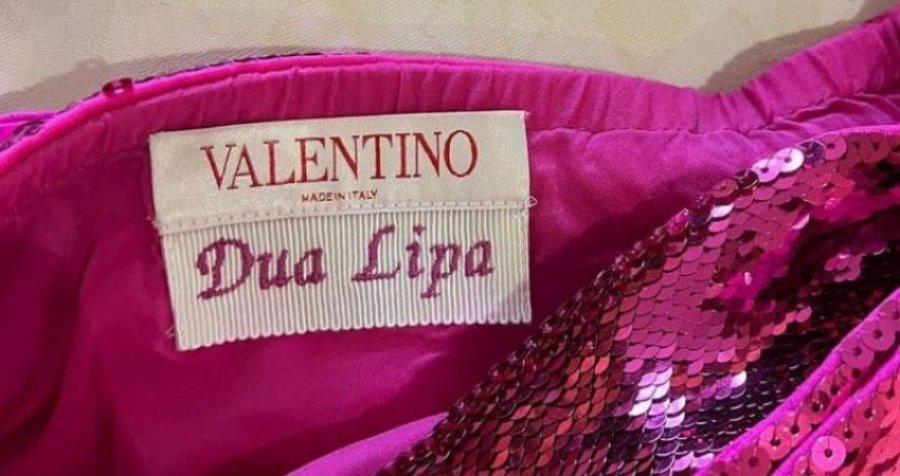 VALENTINO
MADE IN ITALY
Dua Lipa